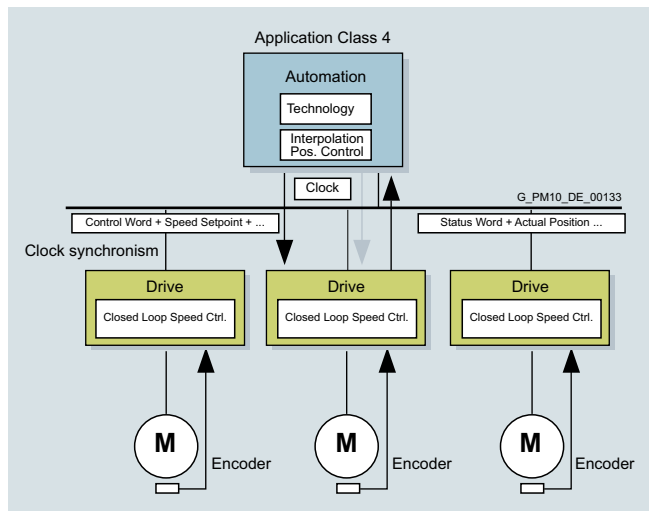 Application Class 4
Automation
Technology
Interpolation
Pos. Control
Clock
G_PM10_DE_00133
Control Word + Speed Setpoint + ...
Status Word + Actual Position ...
Clock synchronism
Drive
Drive
Drive
Closed Loop Speed Ctrl.
Closed Loop Speed Ctrl.
Closed Loop Speed Ctrl.
M
M
M
Encoder
Encoder
Encoder